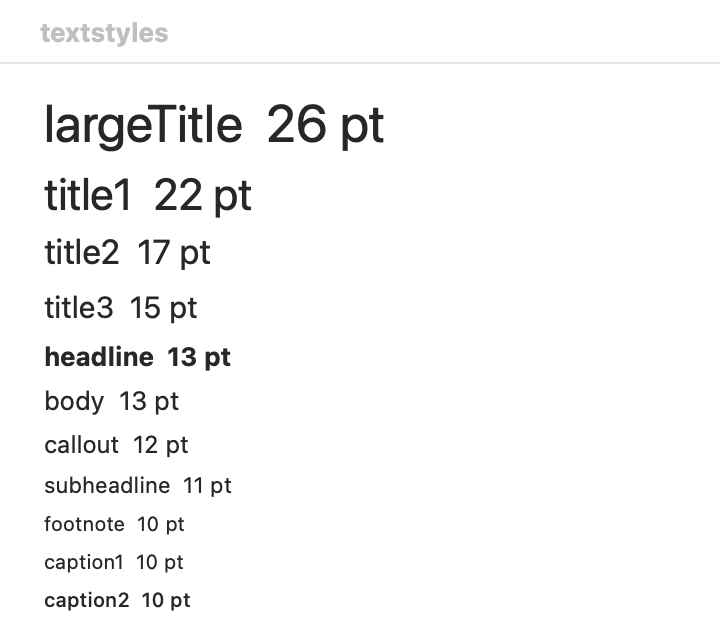 textstyles
largeTitle 26 pt
title1 22 pt
title2 17 pt
title3 15 pt
headline 13 pt
body 13 pt
callout 12 pt
subheadline 11 pt
footnote 10 pt
caption1 10 pt
caption2 10 pt